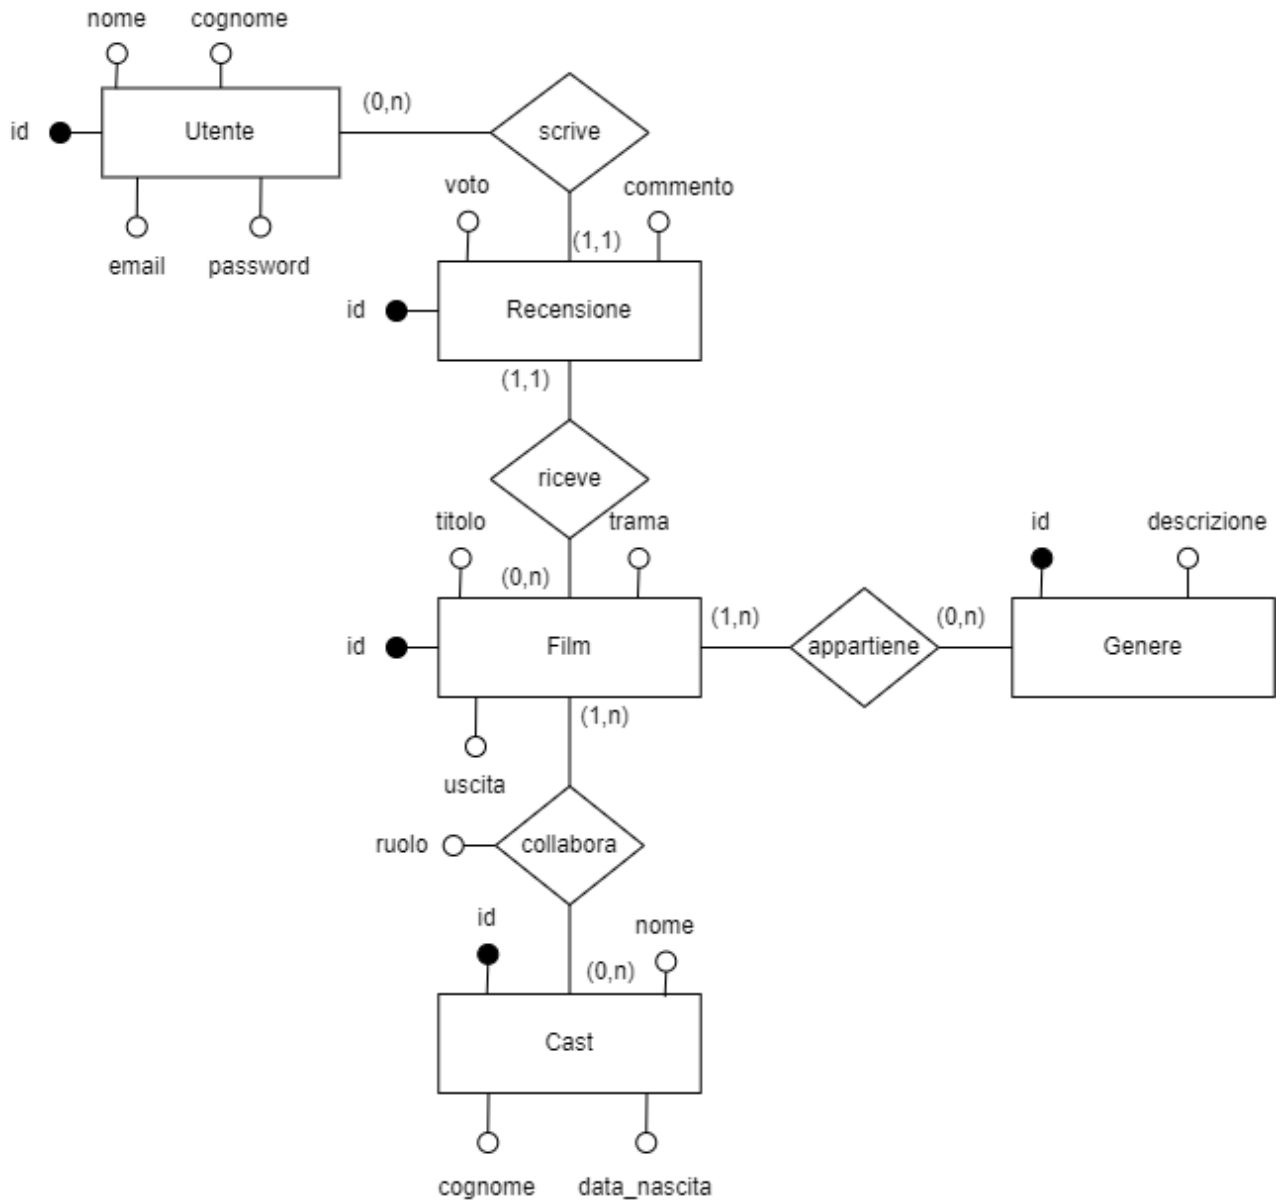 nome cognome
(0,n)
id Utente scrive
voto commento
(1,1)
email password
id Recensione
(1,1)
riceve
titolo trama id descrizione
(0,n) (1,n) (0,n)
id Film appartiene Genere
(1,n)
uscita
ruolo collabora
id nome
(0,n)
Cast
cognome data_nascita